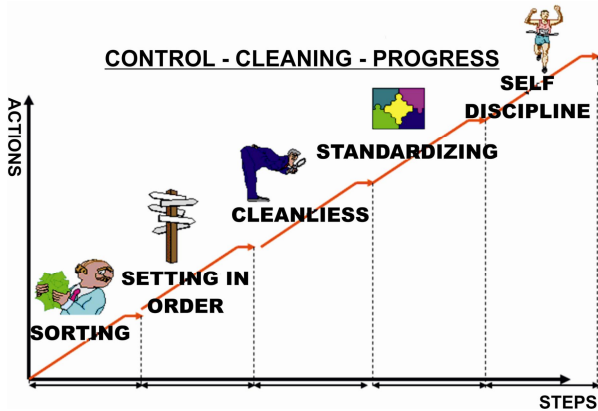 CONTROL - CLEANING - PROGRESS
SELF
DISCIPLINE
ACTIONS
STANDARDIZING
CLEANLIESS
SETTING IN
ORDER
SORTING
STEPS